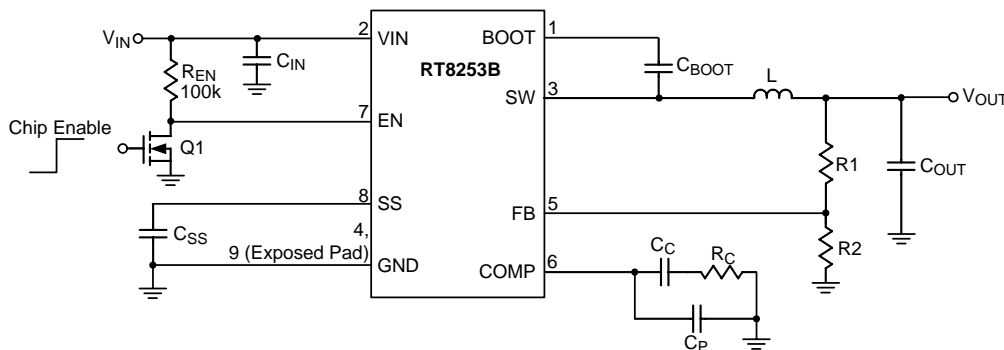 VIN
REN
100k
Chip Enable
Q1
CIN
2
VIN
7
EN
8
SS
CSS
4,
9 (Exposed Pad)
GND
RT8253B
BOOT
1
CBOOT
SW
3
L
VOUT
R1
COUT
FB
5
R2
COMP
6
CC
RC
CP